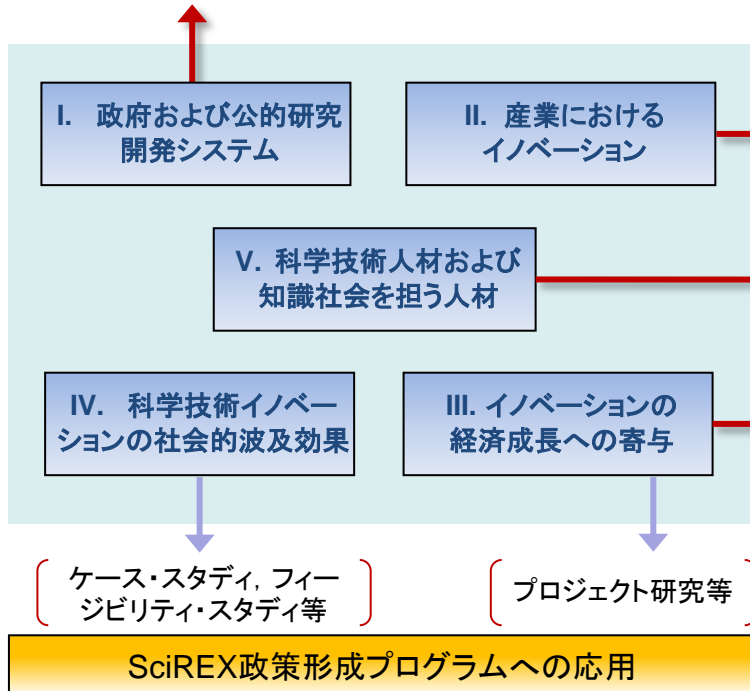 I. 政府および公的研究
開発システム
II. 産業における
イノベーション
V. 科学技術人材および
知識社会を担う人材
IV. 科学技術イノベー
ションの社会的波及効果
III. イノベーションの
経済成長への寄与
ケース・スタディ, フィー
ジビリティ・スタディ等
プロジェクト研究等
SciREX政策形成プログラムへの応用